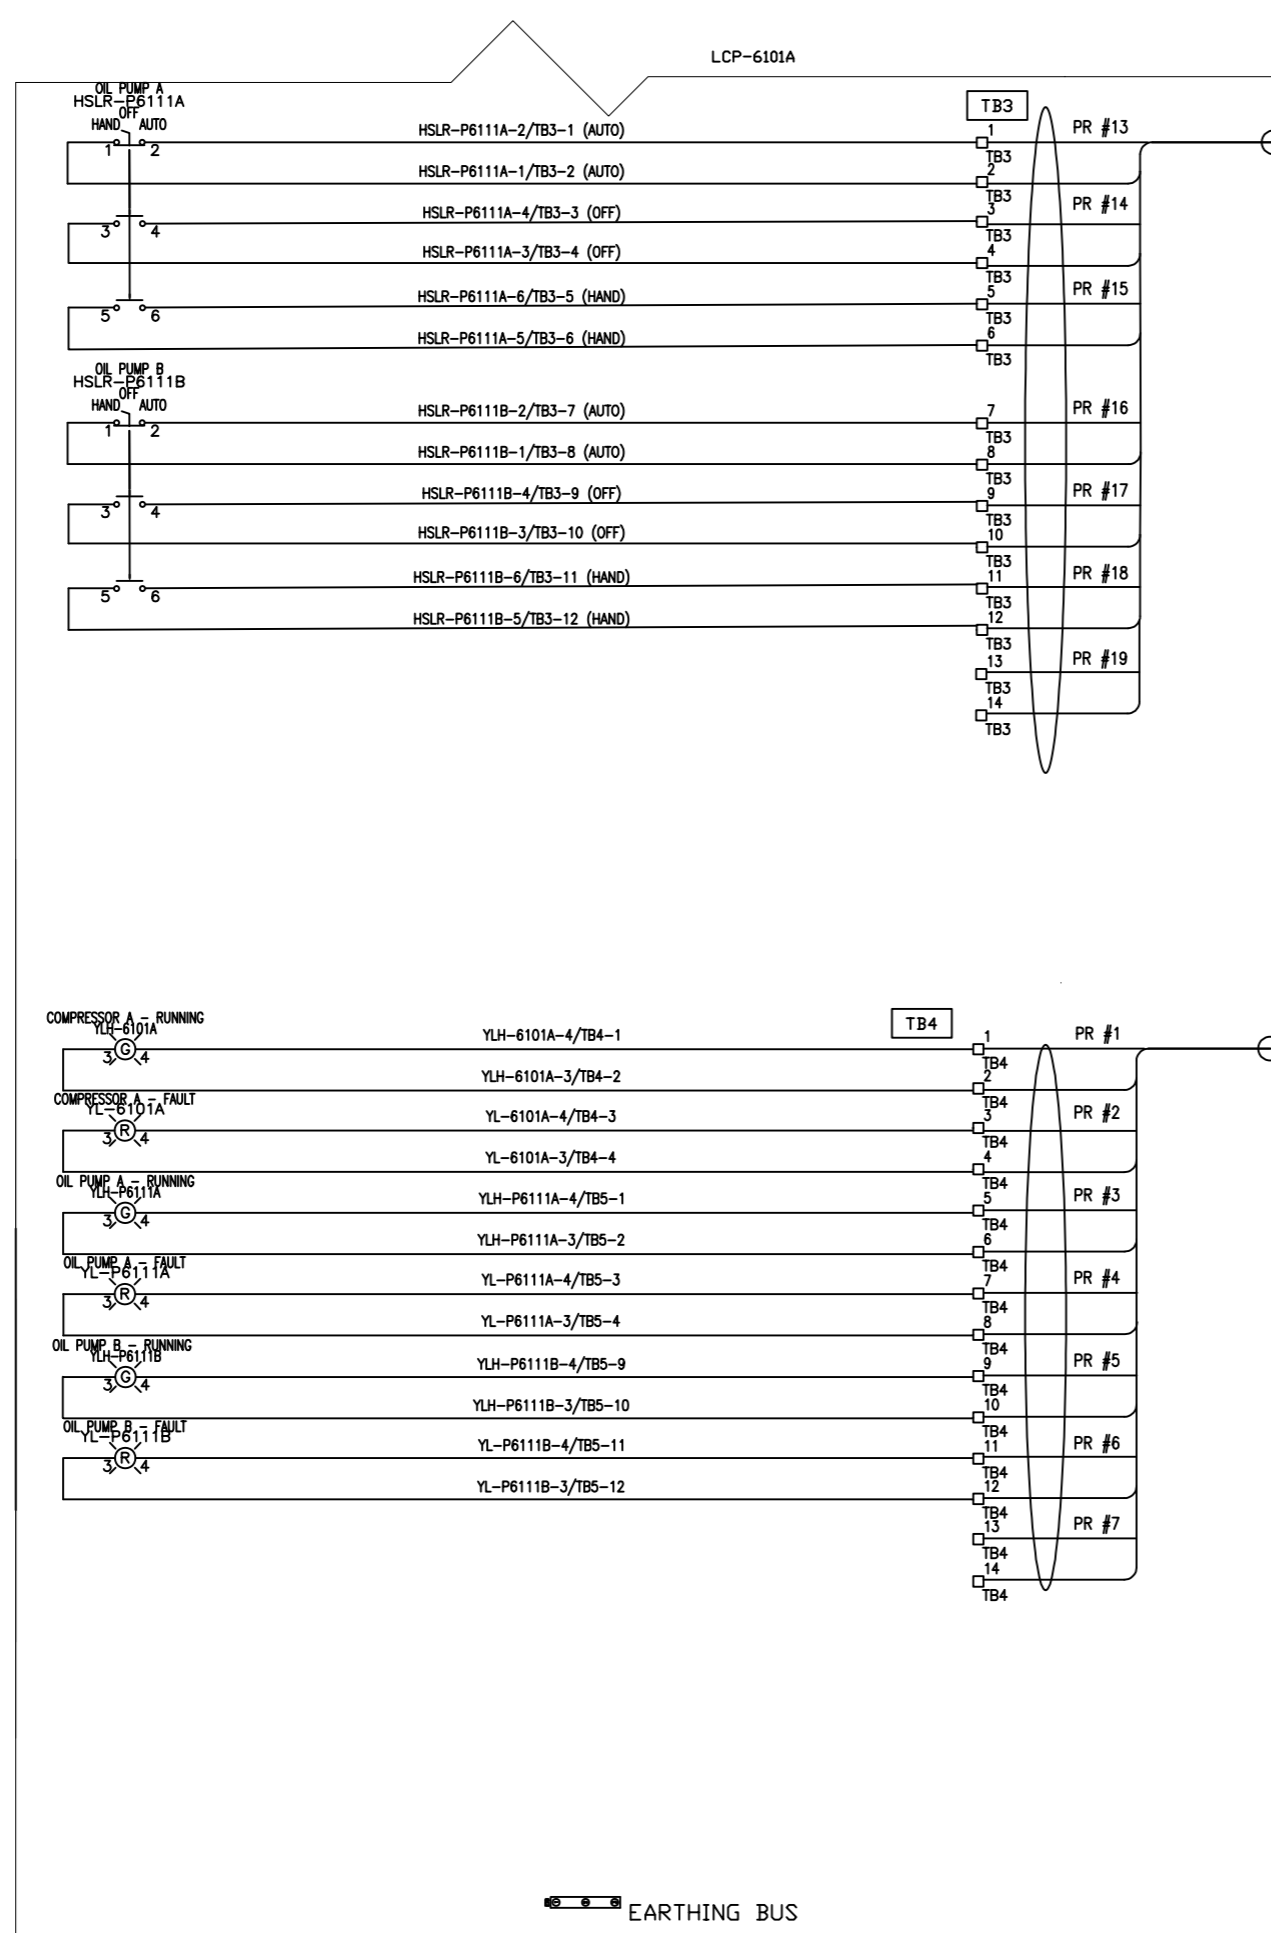 LCP-6101A
OIL PUMP A
HSLR-P6111A
OFF
HAND AUTO
1 2
3 4
5 6
HSLR-P6111A-2/TB3-1 (AUTO)
HSLR-P6111A-1/TB3-2 (AUTO)
HSLR-P6111A-4/TB3-3 (OFF)
HSLR-P6111A-3/TB3-4 (OFF)
HSLR-P6111A-6/TB3-5 (HAND)
HSLR-P6111A-5/TB3-6 (HAND)
OIL PUMP B
HSLR-P6111B
OFF
HAND AUTO
1 2
3 4
5 6
HSLR-P6111B-2/TB3-7 (AUTO)
HSLR-P6111B-1/TB3-8 (AUTO)
HSLR-P6111B-4/TB3-9 (OFF)
HSLR-P6111B-3/TB3-10 (OFF)
HSLR-P6111B-6/TB3-11 (HAND)
HSLR-P6111B-5/TB3-12 (HAND)
TB3
1 PR #13
TB3
2
TB3
3 PR #14
TB3
4
TB3
5 PR #15
TB3
6
TB3
7 PR #16
TB3
8
TB3
9 PR #17
TB3
10
TB3
11 PR #18
TB3
12
TB3
13 PR #19
TB3
14
TB3
COMPRESSOR A - RUNNING
YLH-6101A
3 G 4
YLH-6101A-4/TB4-1
YLH-6101A-3/TB4-2
COMPRESSOR A - FAULT
YL-6101A
3 R 4
YL-6101A-4/TB4-3
YL-6101A-3/TB4-4
OIL PUMP A - RUNNING
YLH-P6111A
3 G 4
YLH-P6111A-4/TB5-1
YLH-P6111A-3/TB5-2
OIL PUMP A - FAULT
YL-P6111A
3 R 4
YL-P6111A-4/TB5-3
YL-P6111A-3/TB5-4
OIL PUMP B - RUNNING
YLH-P6111B
3 G 4
YLH-P6111B-4/TB5-9
YLH-P6111B-3/TB5-10
OIL PUMP B - FAULT
YL-P6111B
3 R 4
YL-P6111B-4/TB5-11
YL-P6111B-3/TB5-12
TB4
1 PR #1
TB4
2
TB4
3 PR #2
TB4
4
TB4
5 PR #3
TB4
6
TB4
7 PR #4
TB4
8
TB4
9 PR #5
TB4
10
TB4
11 PR #6
TB4
12
TB4
13 PR #7
TB4
14
TB4
EARTHING BUS